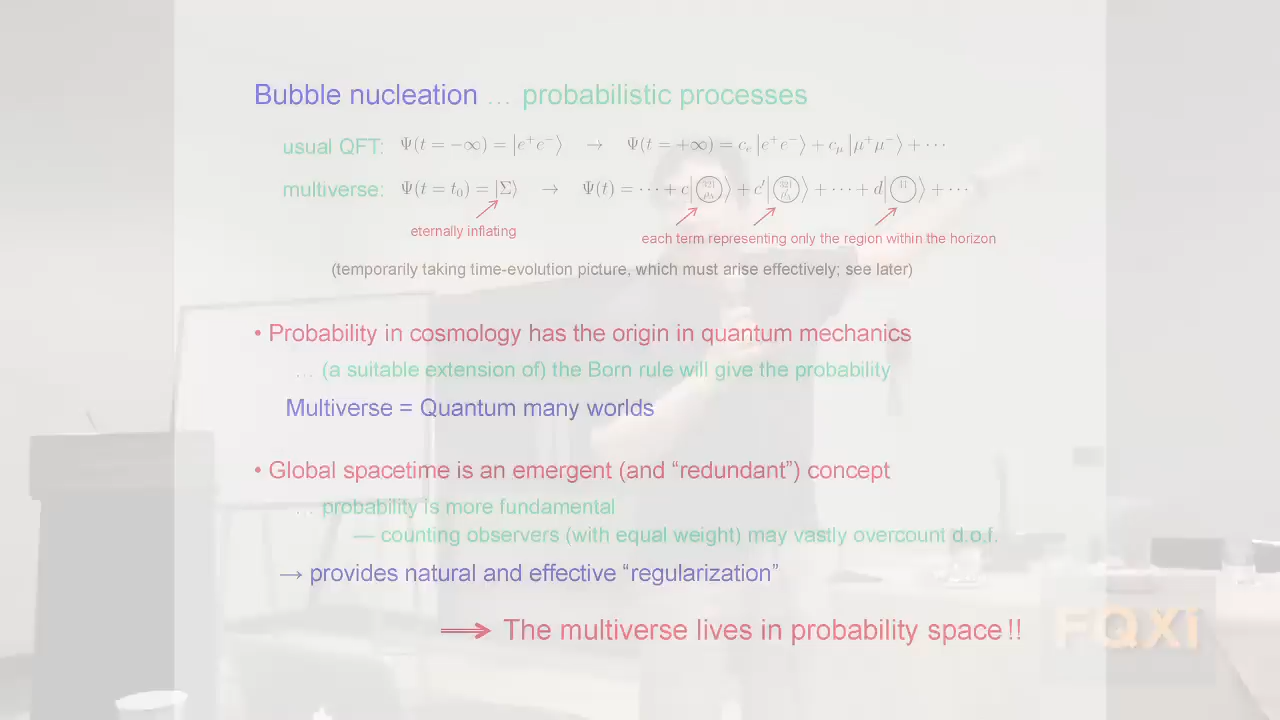 Bubble nucleation … probabilistic processes
usual QFT: Ψ(t = −∞) = |e⁺e⁻⟩ → Ψ(t = +∞) = cₑ |e⁺e⁻⟩ + c_μ |μ⁺μ⁻⟩ + ···
multiverse: Ψ(t = t₀) = |Σ⟩ → Ψ(t) = ··· + c| 321 ⟩ + c′| 321 ⟩ + ··· + d| 41 ⟩ + ···
eternally inflating
each term representing only the region within the horizon
(temporarily taking time-evolution picture, which must arise effectively; see later)
• Probability in cosmology has the origin in quantum mechanics
… (a suitable extension of) the Born rule will give the probability
Multiverse = Quantum many worlds
• Global spacetime is an emergent (and “redundant”) concept
… probability is more fundamental
— counting observers (with equal weight) may vastly overcount d.o.f.
→ provides natural and effective “regularization”
⟹ The multiverse lives in probability space !!
FQXi